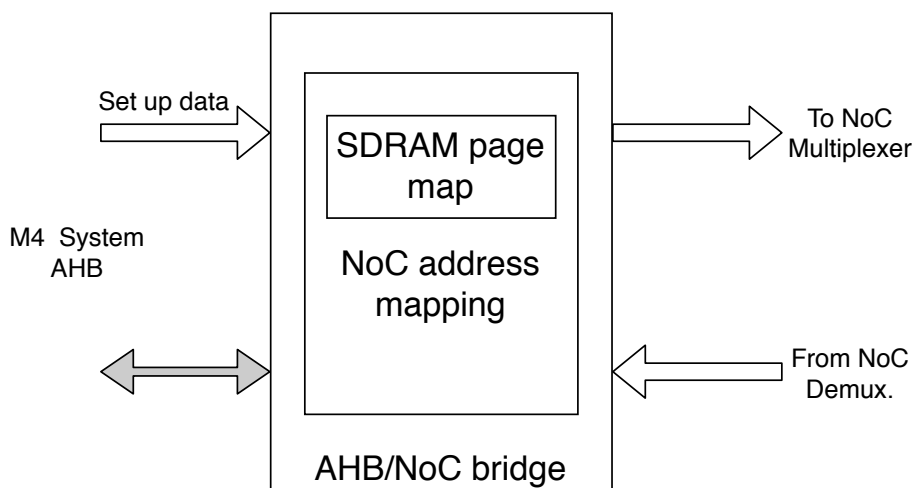 Set up data
SDRAM page
map
To NoC
Multiplexer
M4 System
AHB
NoC address
mapping
From NoC
Demux.
AHB/NoC bridge